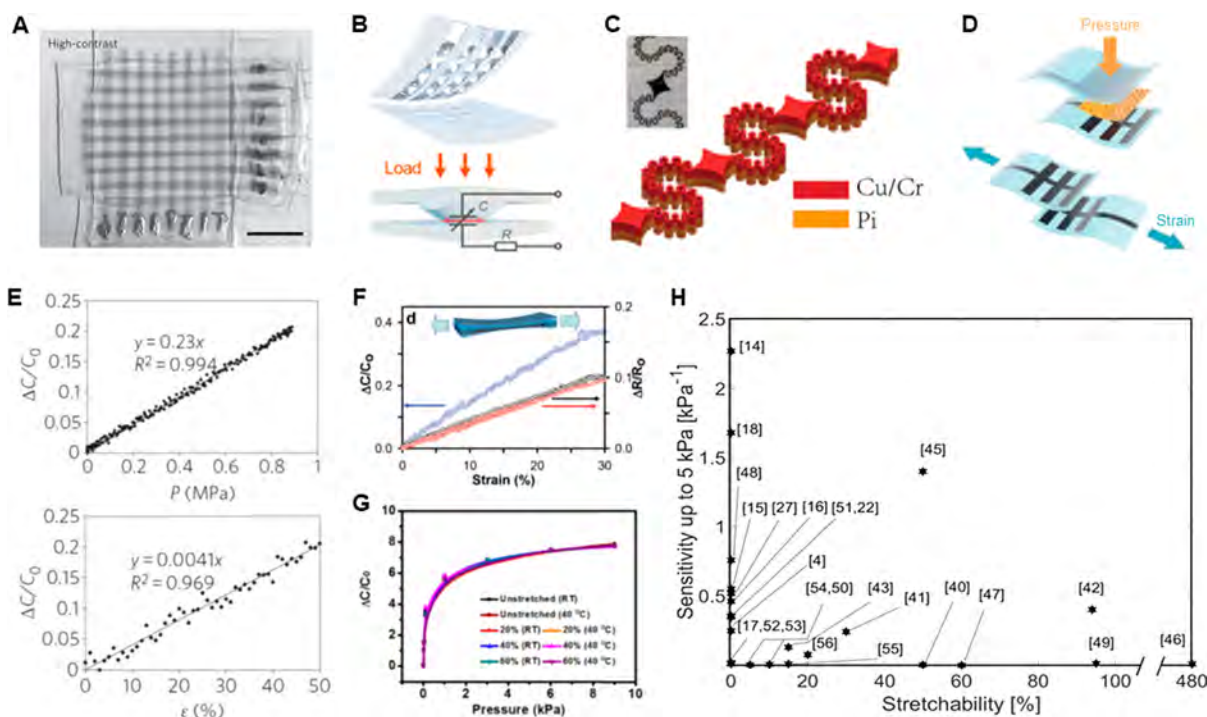 A
High-contrast
B
Load
C
R
C
Cu/Cr
Pi
D
Pressure
Strain
E
0.25
0.2
0.15
0.1
0.05
0
ΔC/C0
y = 0.23x
R² = 0.994
0 0.2 0.4 0.6 0.8 1
P (MPa)
0.25
0.20
0.15
0.10
0.05
0
ΔC/C0
y = 0.0041x
R² = 0.969
0 10 20 30 40 50
ε (%)
F
d
0.4
0.2
0.0
ΔC/C0
0.2
0.1
0.0
ΔR/R0
0 10 20 30
Strain (%)
G
10
8
6
4
2
0
ΔC/C0
Unstretched (RT)
Unstretched (40 °C)
20% (RT) 20% (40 °C)
40% (RT) 40% (40 °C)
60% (RT) 60% (40 °C)
0 2 4 6 8 10
Pressure (kPa)
H
2.5
2
1.5
1
0.5
Sensitivity up to 5 kPa [kPa⁻¹]
[14]
[18]
[45]
[48]
[15] [27] [16] [51,22]
[4]
[54,50] [43] [41] [40] [47] [42]
[17,52,53] [56] [55] [49] [46]
0 20 40 60 80 100 480
Stretchability [%]